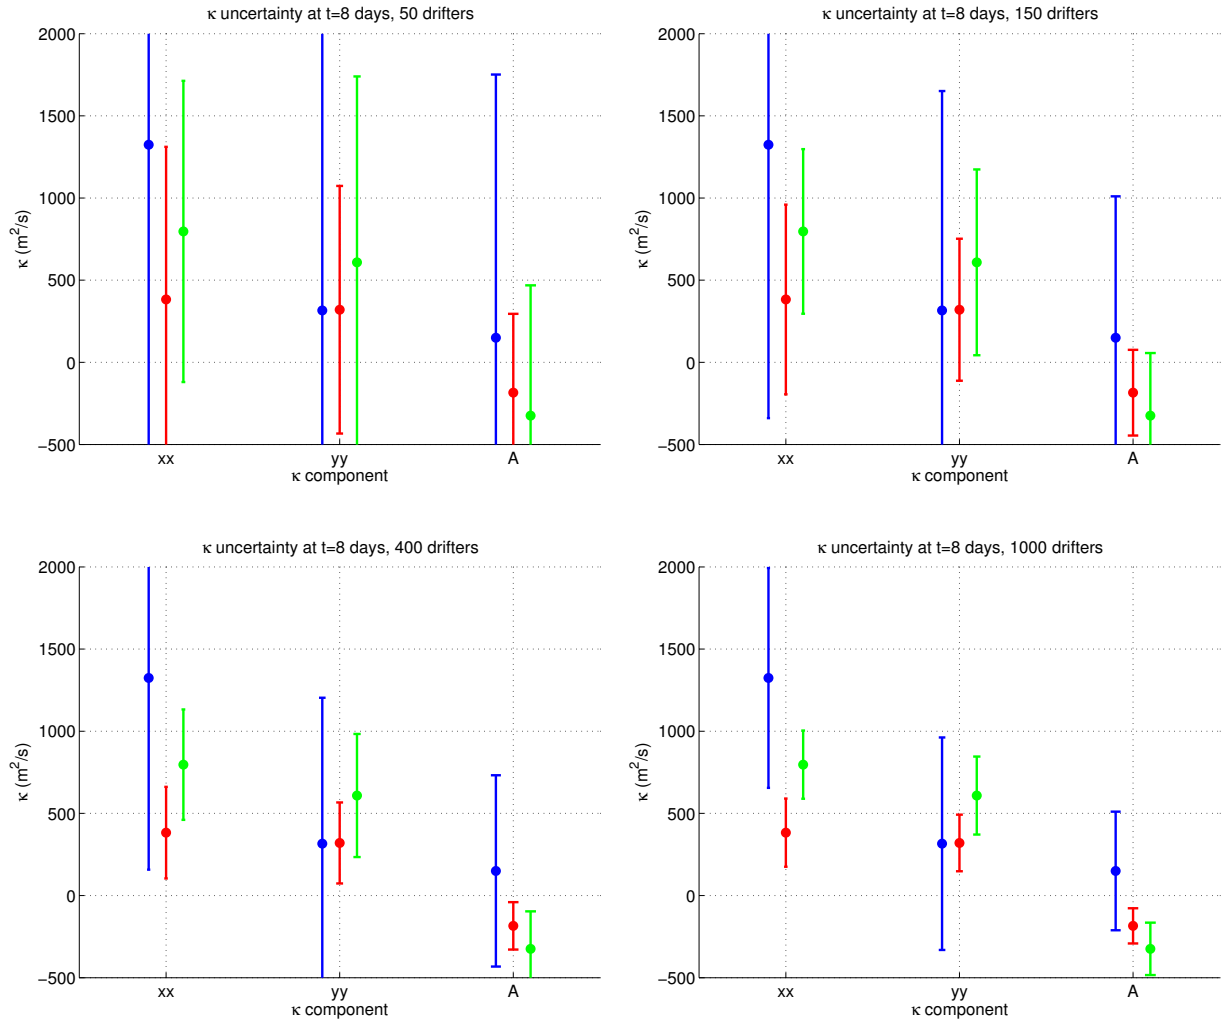 κ uncertainty at t=8 days, 50 drifters
2000
1500
1000
500
0
−500
κ (m²/s)
xx yy A
κ component
κ uncertainty at t=8 days, 150 drifters
2000
1500
1000
500
0
−500
κ (m²/s)
xx yy A
κ component
κ uncertainty at t=8 days, 400 drifters
2000
1500
1000
500
0
−500
κ (m²/s)
xx yy A
κ component
κ uncertainty at t=8 days, 1000 drifters
2000
1500
1000
500
0
−500
κ (m²/s)
xx yy A
κ component